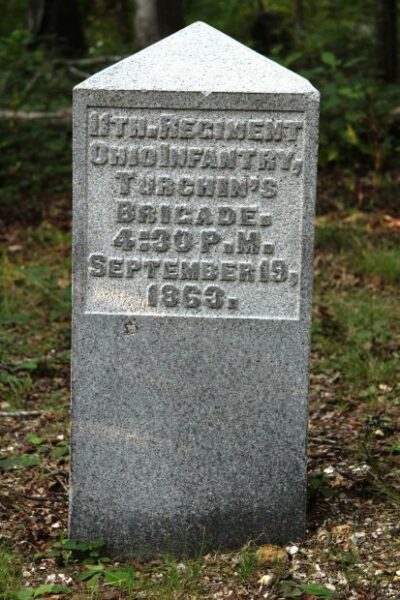 11TH. REGIMENT
OHIO INFANTRY,
TURCHIN'S
BRIGADE.
4:30 P.M.
SEPTEMBER 19,
1863.